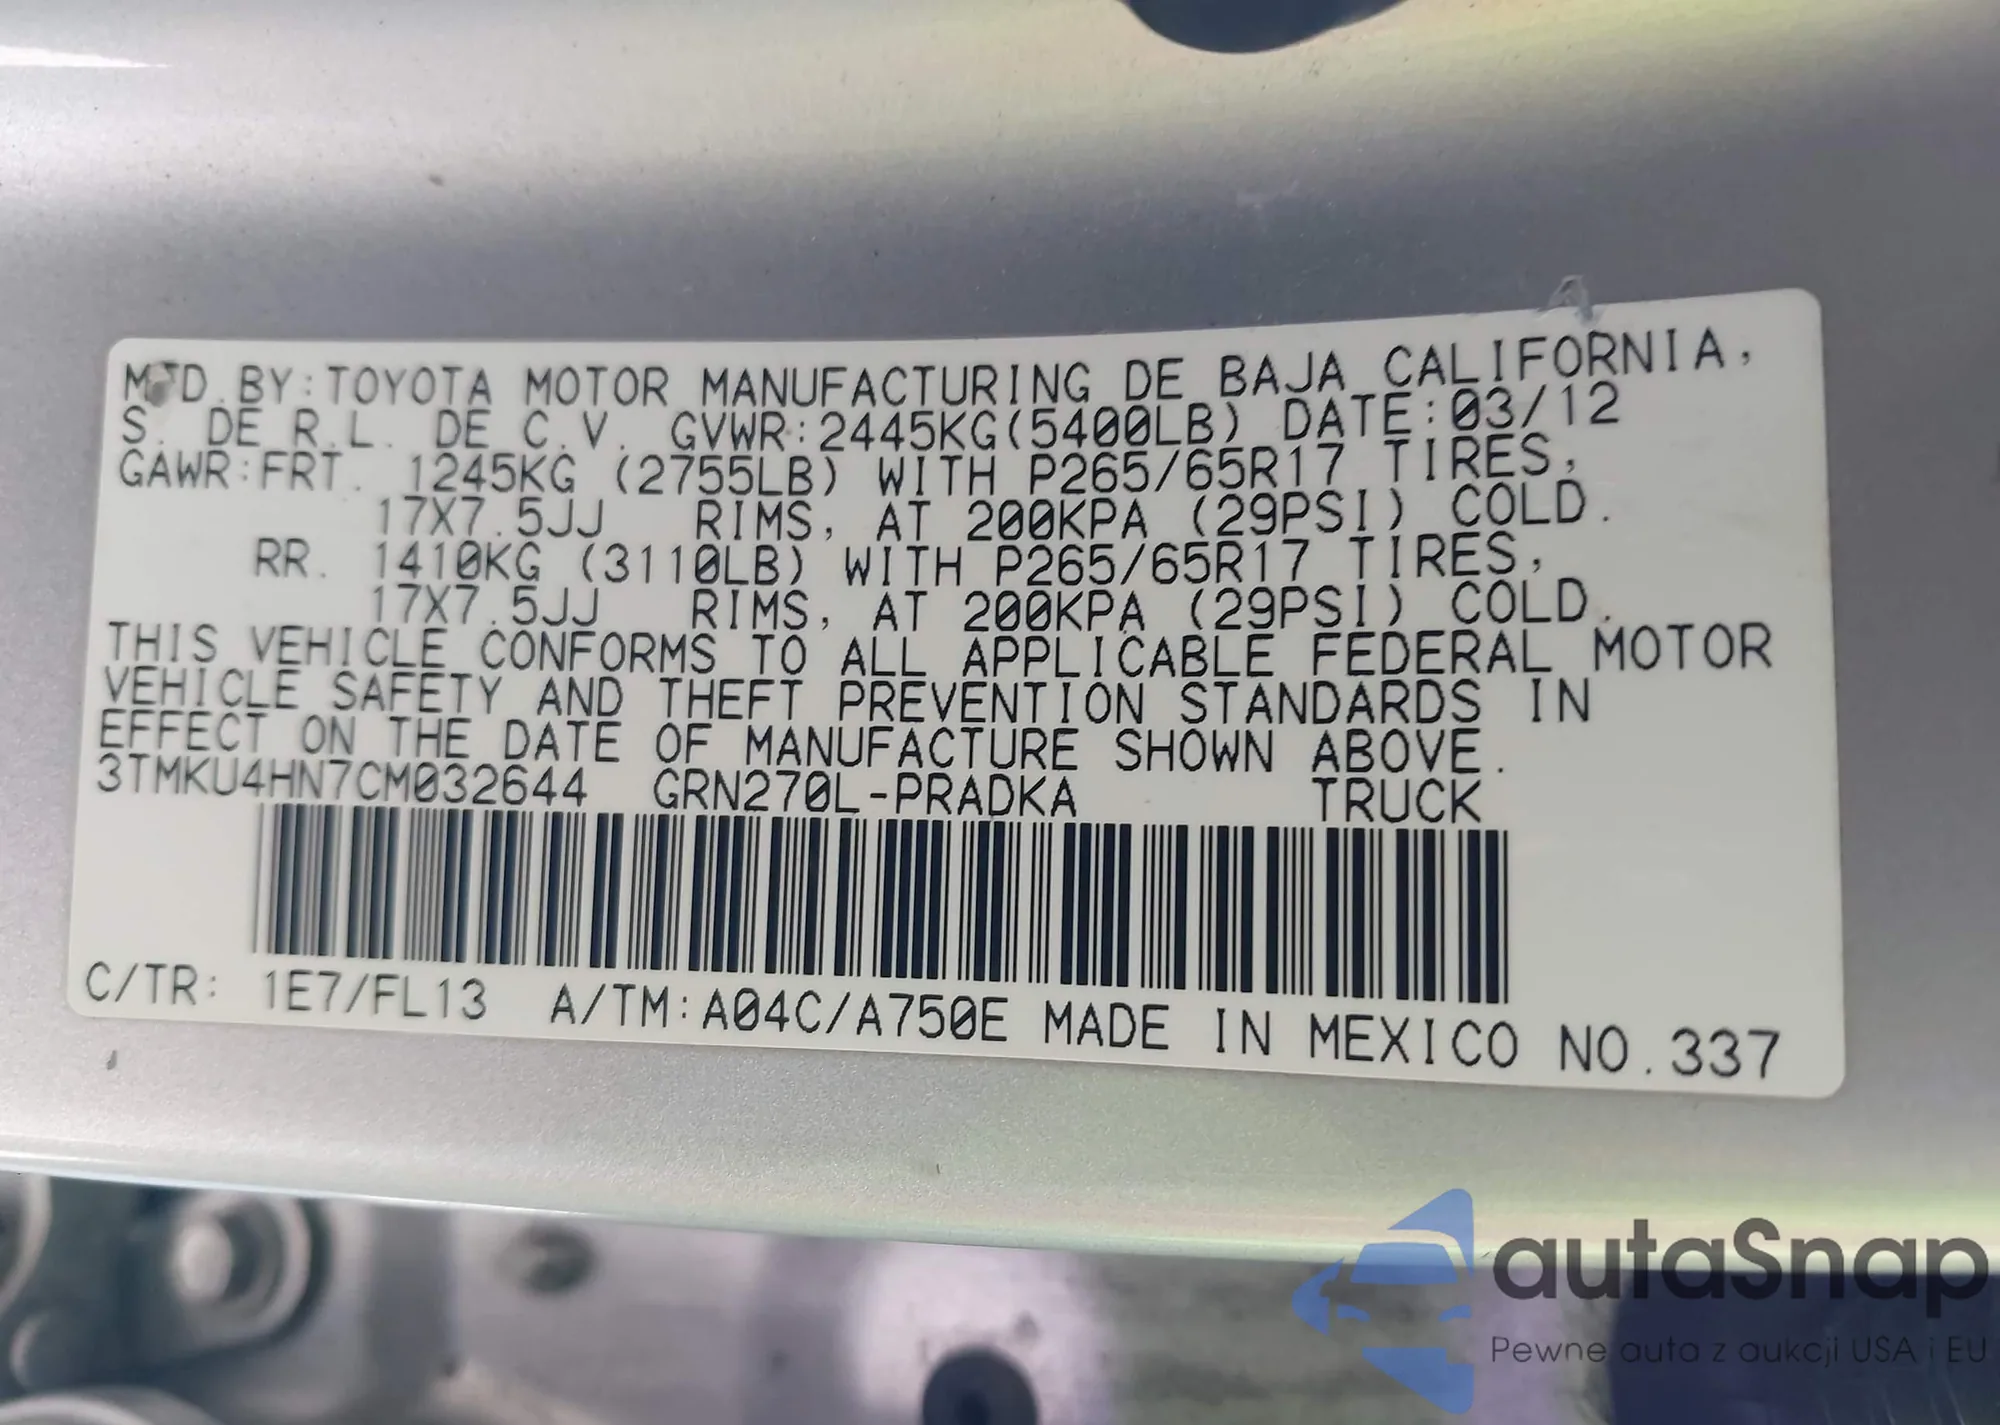 MFD.BY:TOYOTA MOTOR MANUFACTURING DE BAJA CALIFORNIA,
S. DE R.L. DE C.V. GVWR:2445KG(5400LB) DATE:03/12
GAWR:FRT. 1245KG (2755LB) WITH P265/65R17 TIRES,
17X7.5JJ RIMS, AT 200KPA (29PSI) COLD.
RR. 1410KG (3110LB) WITH P265/65R17 TIRES,
17X7.5JJ RIMS, AT 200KPA (29PSI) COLD.
THIS VEHICLE CONFORMS TO ALL APPLICABLE FEDERAL MOTOR
VEHICLE SAFETY AND THEFT PREVENTION STANDARDS IN
EFFECT ON THE DATE OF MANUFACTURE SHOWN ABOVE.
3TMKU4HN7CM032644 GRN270L-PRADKA TRUCK
C/TR: 1E7/FL13 A/TM:A04C/A750E MADE IN MEXICO NO.337
autaSnap
Pewne auta z aukcji USA i EU